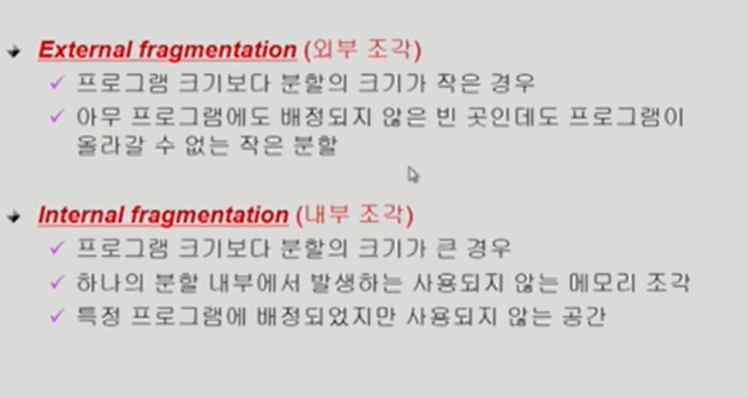 External fragmentation (외부 조각)
프로그램 크기보다 분할의 크기가 작은 경우
아무 프로그램에도 배정되지 않은 빈 곳인데도 프로그램이
올라갈 수 없는 작은 분할
Internal fragmentation (내부 조각)
프로그램 크기보다 분할의 크기가 큰 경우
하나의 분할 내부에서 발생하는 사용되지 않는 메모리 조각
특정 프로그램에 배정되었지만 사용되지 않는 공간